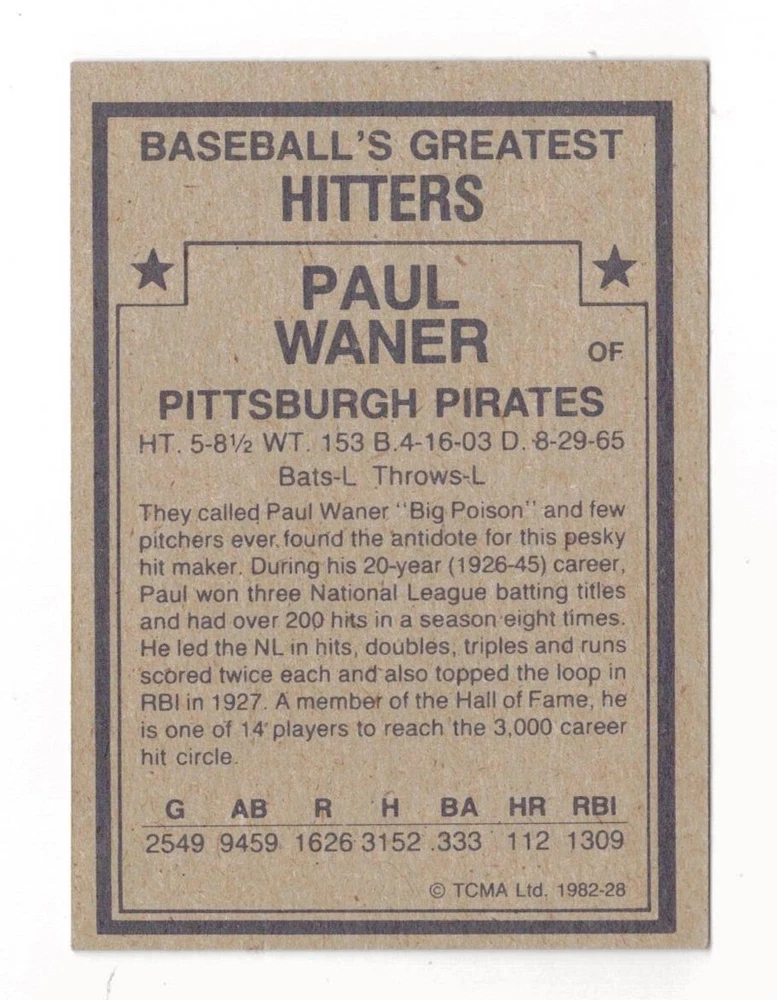 BASEBALL'S GREATEST
HITTERS
PAUL
WANER
OF
PITTSBURGH PIRATES
HT. 5-8½ WT. 153 B.4-16-03 D. 8-29-65
Bats-L Throws-L
They called Paul Waner "Big Poison" and few
pitchers ever found the antidote for this pesky
hit maker. During his 20-year (1926-45) career,
Paul won three National League batting titles
and had over 200 hits in a season eight times.
He led the NL in hits, doubles, triples and runs
scored twice each and also topped the loop in
RBI in 1927. A member of the Hall of Fame, he
is one of 14 players to reach the 3,000 career
hit circle.
G AB R H BA HR RBI
2549 9459 1626 3152 .333 112 1309
© TCMA Ltd. 1982-28